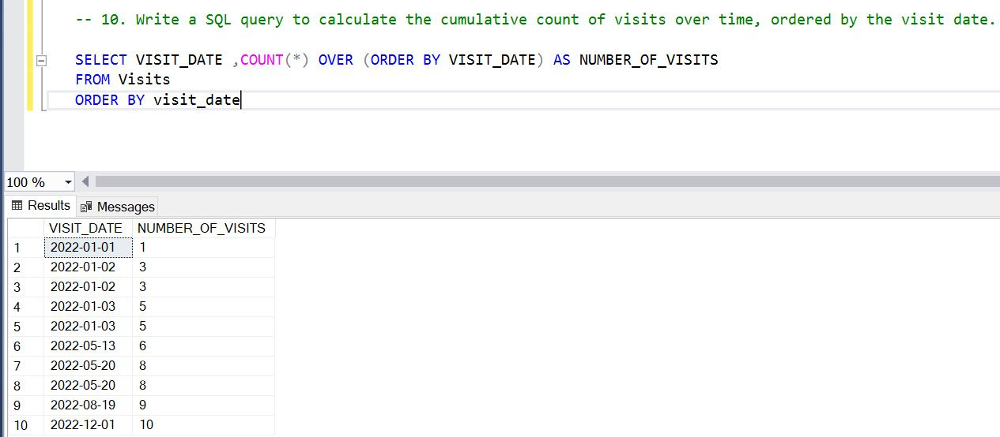 -- 10. Write a SQL query to calculate the cumulative count of visits over time, ordered by the visit date.
SELECT VISIT_DATE ,COUNT(*) OVER (ORDER BY VISIT_DATE) AS NUMBER_OF_VISITS
FROM Visits
ORDER BY visit_date
100 %
Results Messages
VISIT_DATE NUMBER_OF_VISITS
1 2022-01-01 1
2 2022-01-02 3
3 2022-01-02 3
4 2022-01-03 5
5 2022-01-03 5
6 2022-05-13 6
7 2022-05-20 8
8 2022-05-20 8
9 2022-08-19 9
10 2022-12-01 10